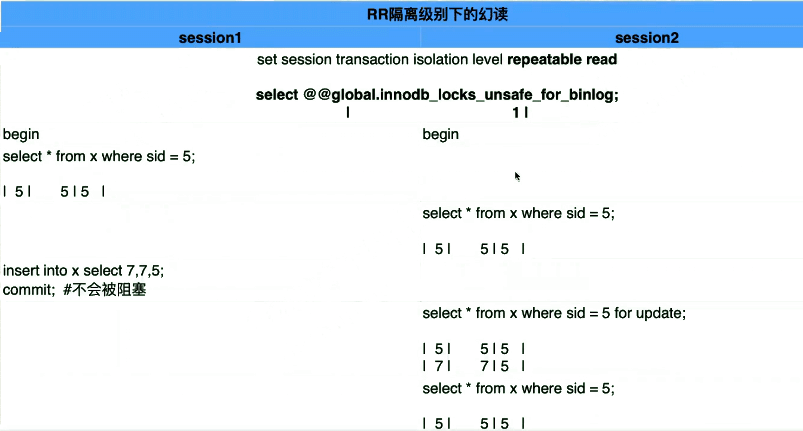 RR隔离级别下的幻读
session1 session2
set session transaction isolation level repeatable read
select @@global.innodb_locks_unsafe_for_binlog;
| 1 |
begin begin
select * from x where sid = 5;
| 5 | 5 | 5 |
select * from x where sid = 5;
| 5 | 5 | 5 |
insert into x select 7,7,5;
commit; #不会被阻塞
select * from x where sid = 5 for update;
| 5 | 5 | 5 |
| 7 | 7 | 5 |
select * from x where sid = 5;
| 5 | 5 | 5 |